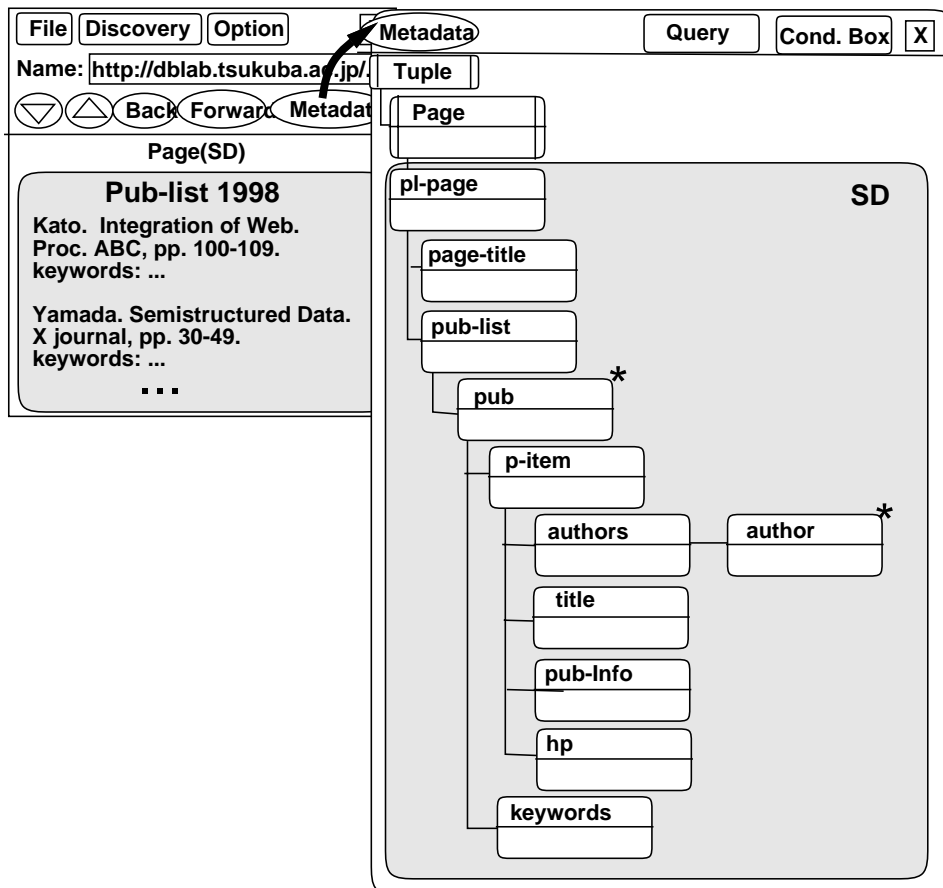 File Discovery Option
Name: http://dblab.tsukuba.ac.jp/.
Back Forward Metadat
Page(SD)
Pub-list 1998
Kato. Integration of Web.
Proc. ABC, pp. 100-109.
keywords: ...
Yamada. Semistructured Data.
X journal, pp. 30-49.
keywords: ...
...
Metadata Query Cond. Box X
Tuple
Page
SD
pl-page
page-title
pub-list
pub *
p-item
authors author *
title
pub-Info
hp
keywords